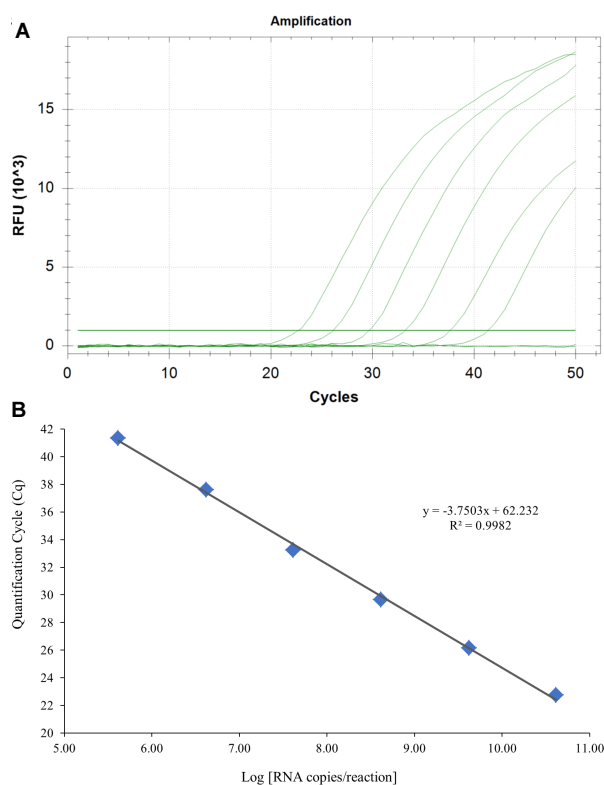 A
Amplification
RFU (10^3)
15
10
5
0
0 10 20 30 40 50
Cycles
B
Quantification Cycle (Cq)
42
40
38
36
34
32
30
28
26
24
22
20
y = -3.7503x + 62.232
R² = 0.9982
5.00 6.00 7.00 8.00 9.00 10.00 11.00
Log [RNA copies/reaction]